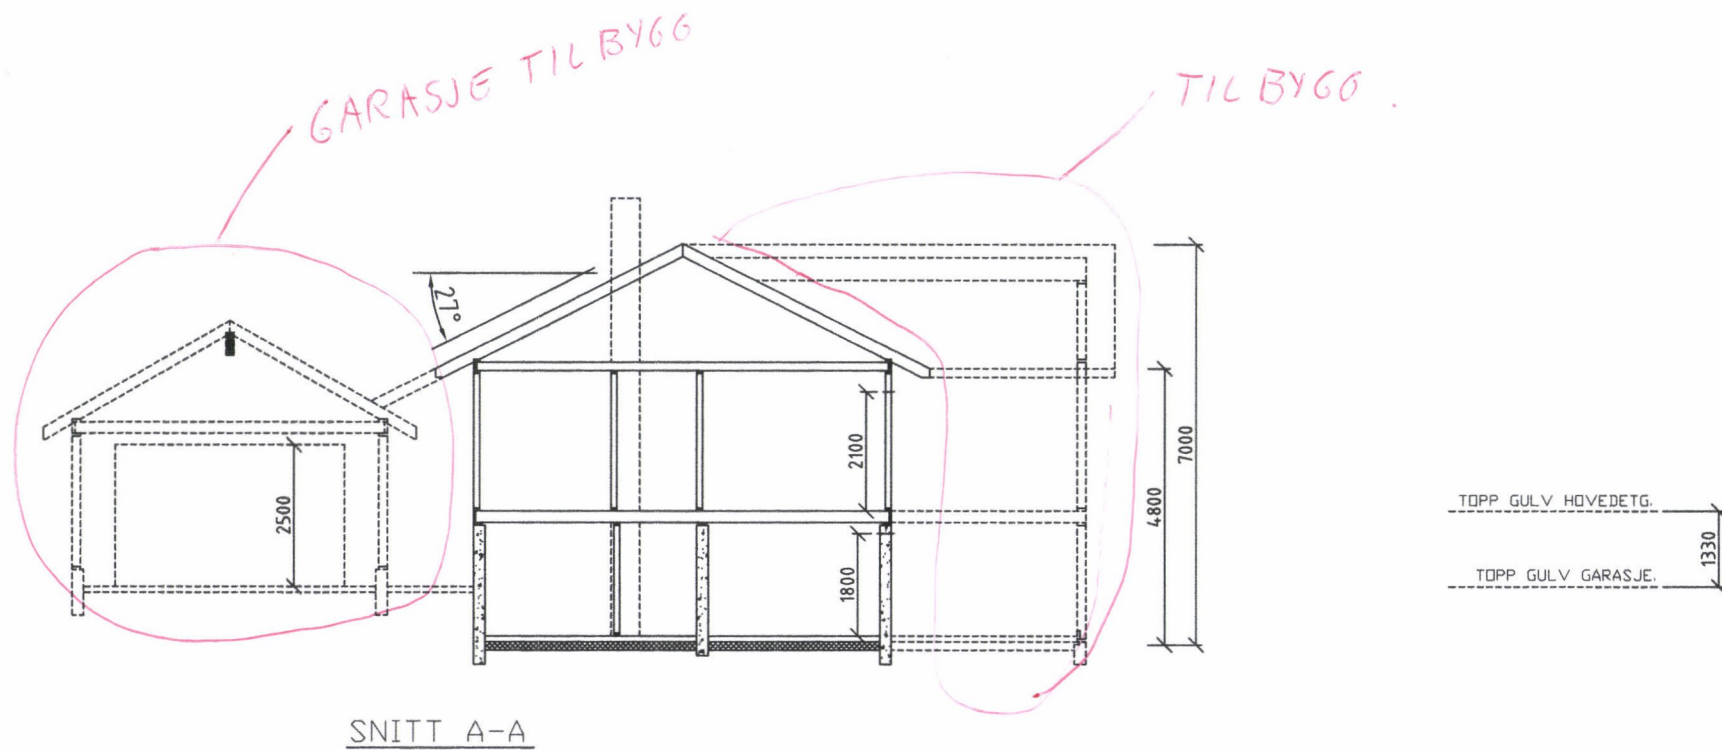 GARASJE TILBYGG
TILBYGG.
27°
2500
2100
1800
4800
7000
TOPP GULV HOVEDETG.
TOPP GULV GARASJE.
1330
SNITT A-A